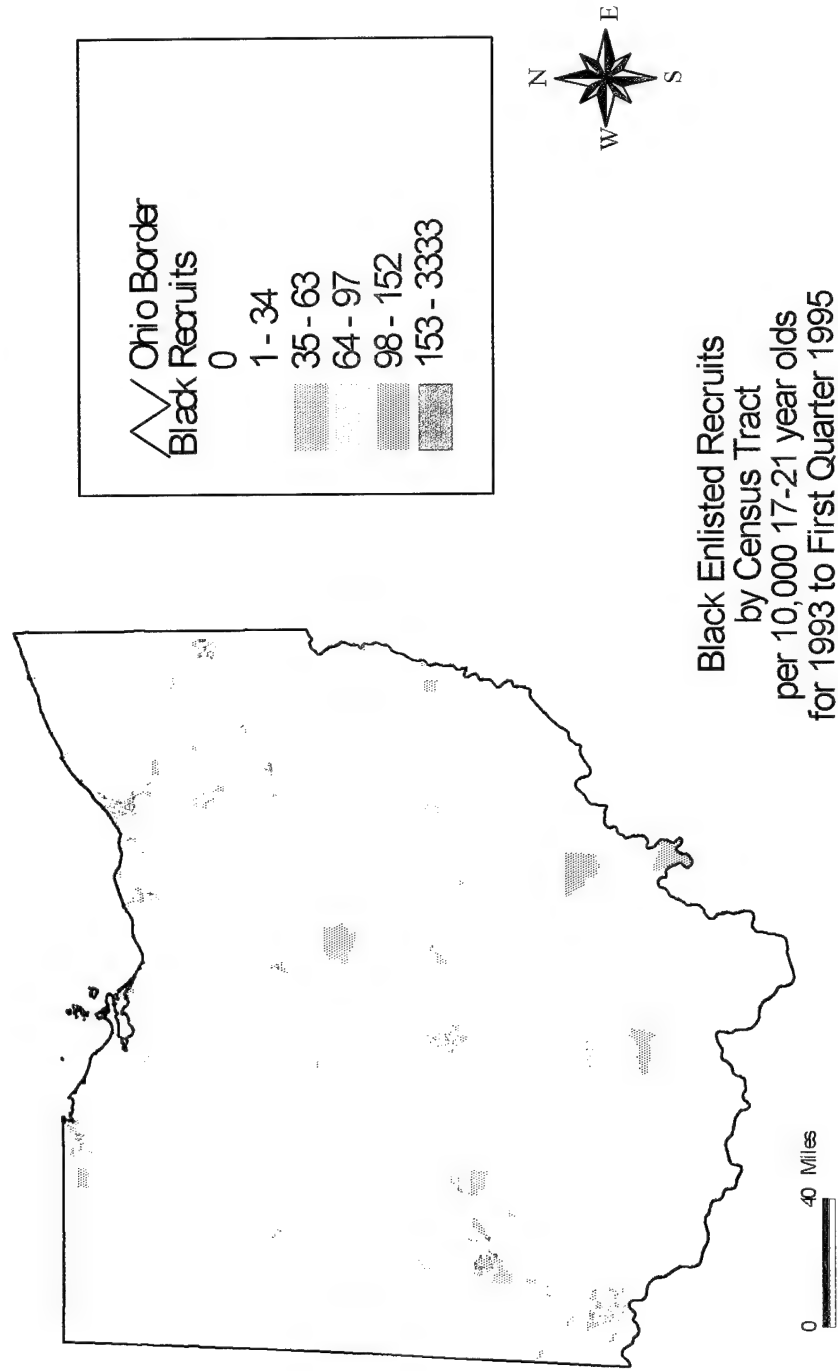 Ohio Border
Black Recruits
0
1 - 34
35 - 63
64 - 97
98 - 152
153 - 3333
N
W
E
S
Black Enlisted Recruits
by Census Tract
per 10,000 17-21 year olds
for 1993 to First Quarter 1995
0
40 Miles